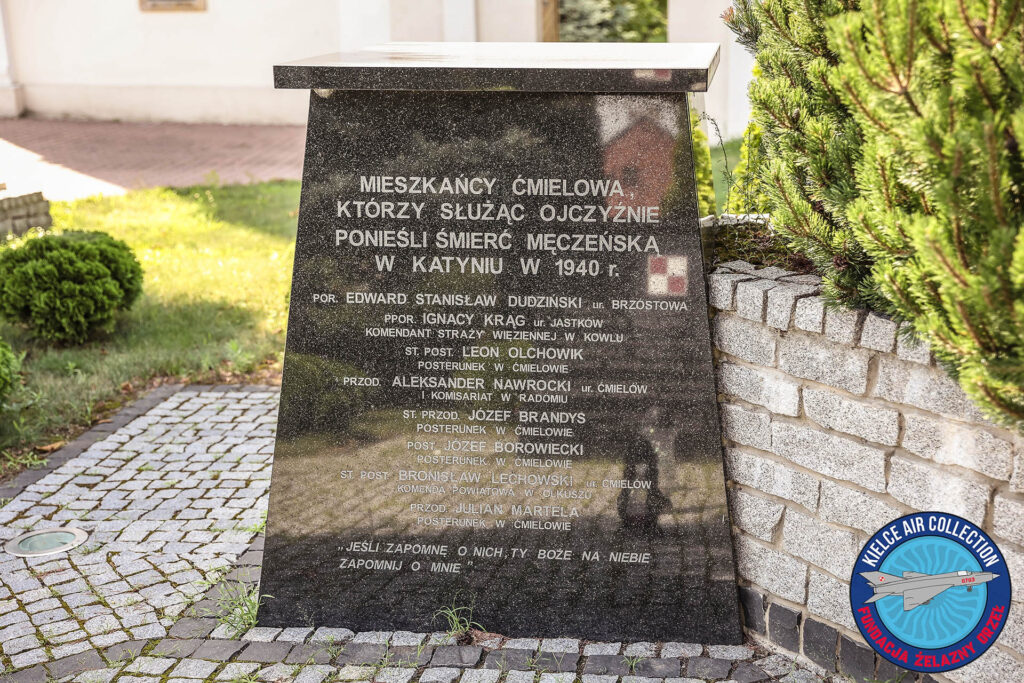 MIESZKAŃCY ĆMIELOWA,
KTÓRZY SŁUŻĄC OJCZYŹNIE
PONIEŚLI ŚMIERĆ MĘCZEŃSKĄ
W KATYNIU W 1940 r.
POR. EDWARD STANISŁAW DUDZIŃSKI ur. BRZÓSTOWA
PPOR. IGNACY KRĄG ur. JASTKÓW
KOMENDANT STRAŻY WIĘZIENNEJ W KOWLU
ST. POST. LEON OLCHOWIK
POSTERUNEK W ĆMIELOWIE
PRZOD. ALEKSANDER NAWROCKI ur. ĆMIELÓW
I KOMISARIAT W RADOMIU
ST. PRZOD. JÓZEF BRANDYS
POSTERUNEK W ĆMIELOWIE
POST. JÓZEF BOROWIECKI
POSTERUNEK W ĆMIELOWIE
ST. POST. BRONISŁAW LECHOWSKI ur. ĆMIELÓW
KOMENDA POWIATOWA W OLKUSZU
PRZOD. JULIAN MARTELA
POSTERUNEK W ĆMIELOWIE
„JEŚLI ZAPOMNĘ O NICH, TY BOŻE NA NIEBIE
ZAPOMNIJ O MNIE"
KIELCE AIR COLLECTION
0703
FUNDACJA ŻELAZNY ORZEŁ